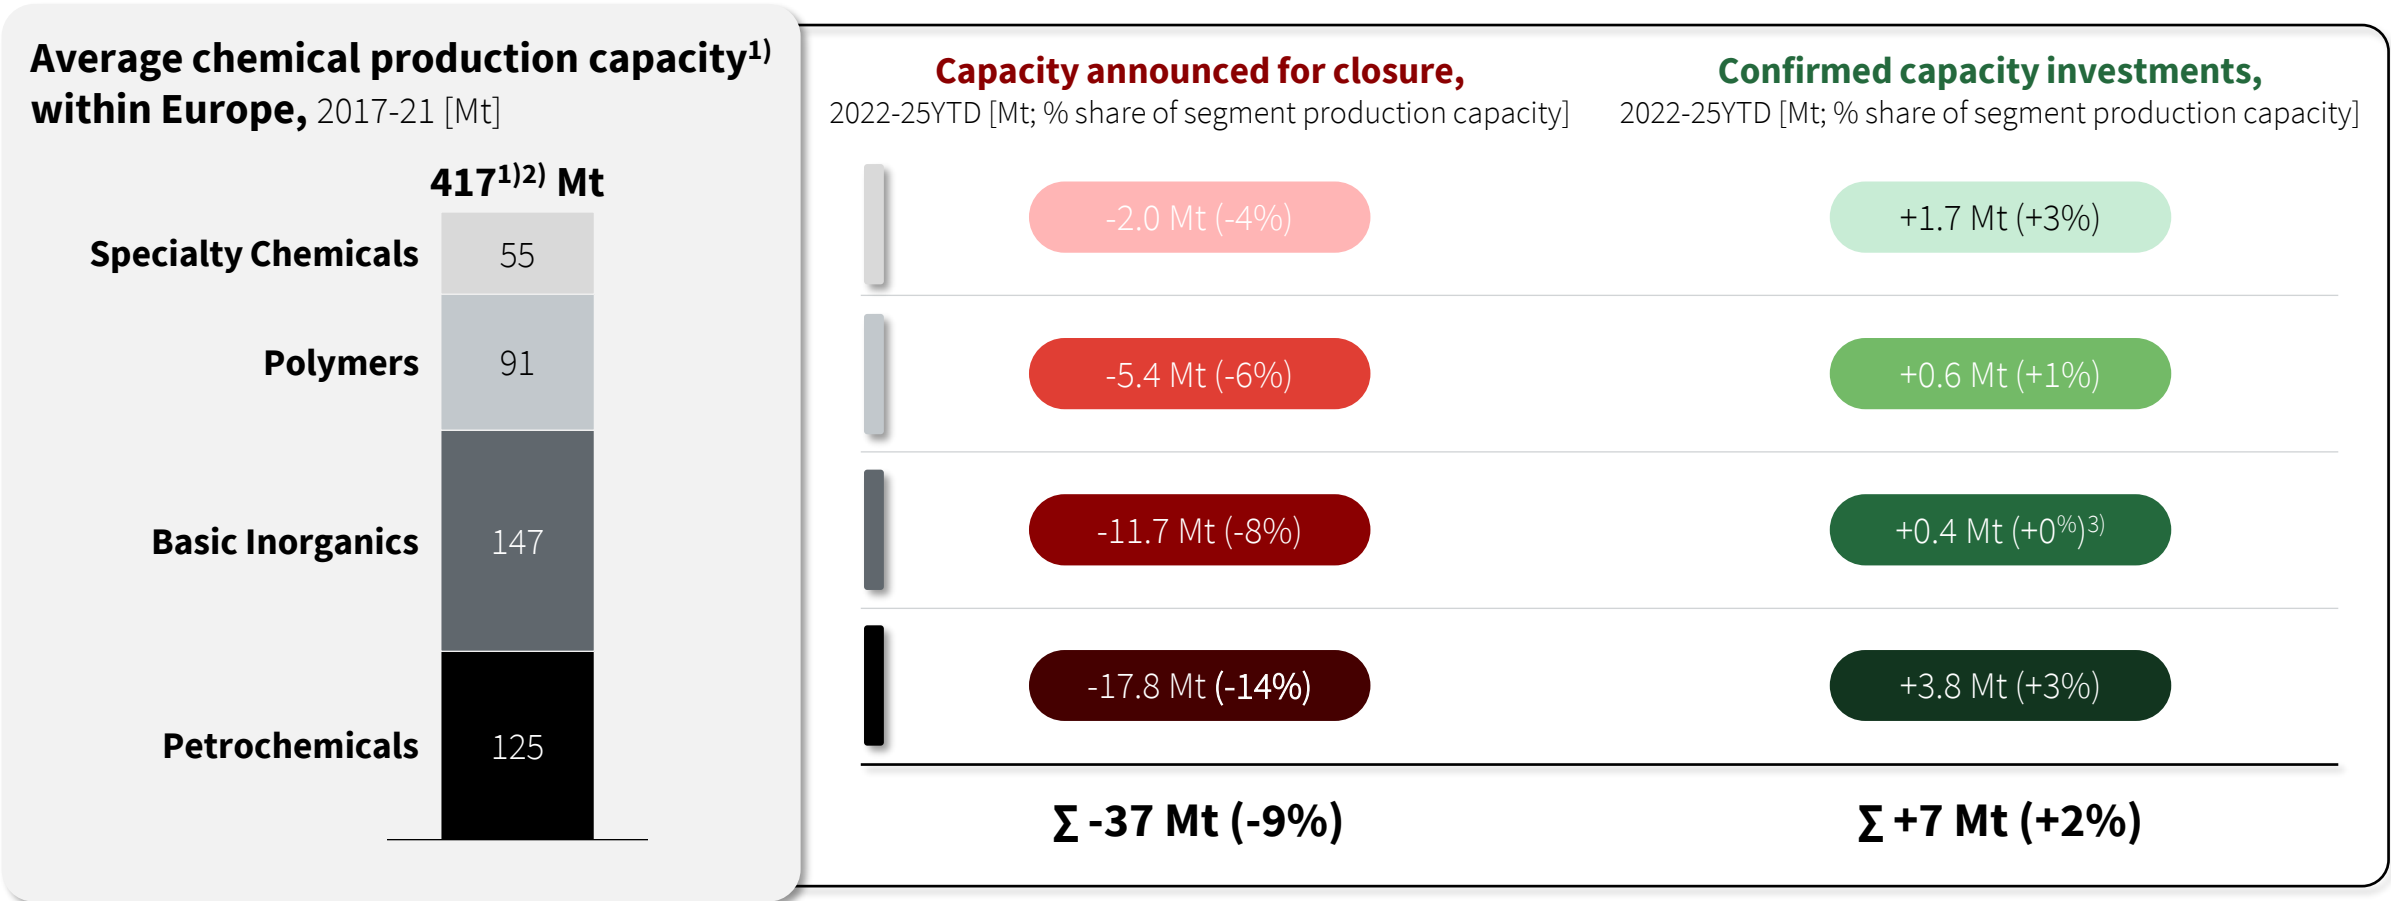 Average chemical production capacity1)
within Europe, 2017-21 [Mt]
4171)2) Mt
Specialty Chemicals 55
Polymers 91
Basic Inorganics 147
Petrochemicals 125
Capacity announced for closure,
2022-25YTD [Mt; % share of segment production capacity]
Confirmed capacity investments,
2022-25YTD [Mt; % share of segment production capacity]
-2.0 Mt (-4%) +1.7 Mt (+3%)
-5.4 Mt (-6%) +0.6 Mt (+1%)
-11.7 Mt (-8%) +0.4 Mt (+0%)3)
-17.8 Mt (-14%) +3.8 Mt (+3%)
∑ -37 Mt (-9%) ∑ +7 Mt (+2%)